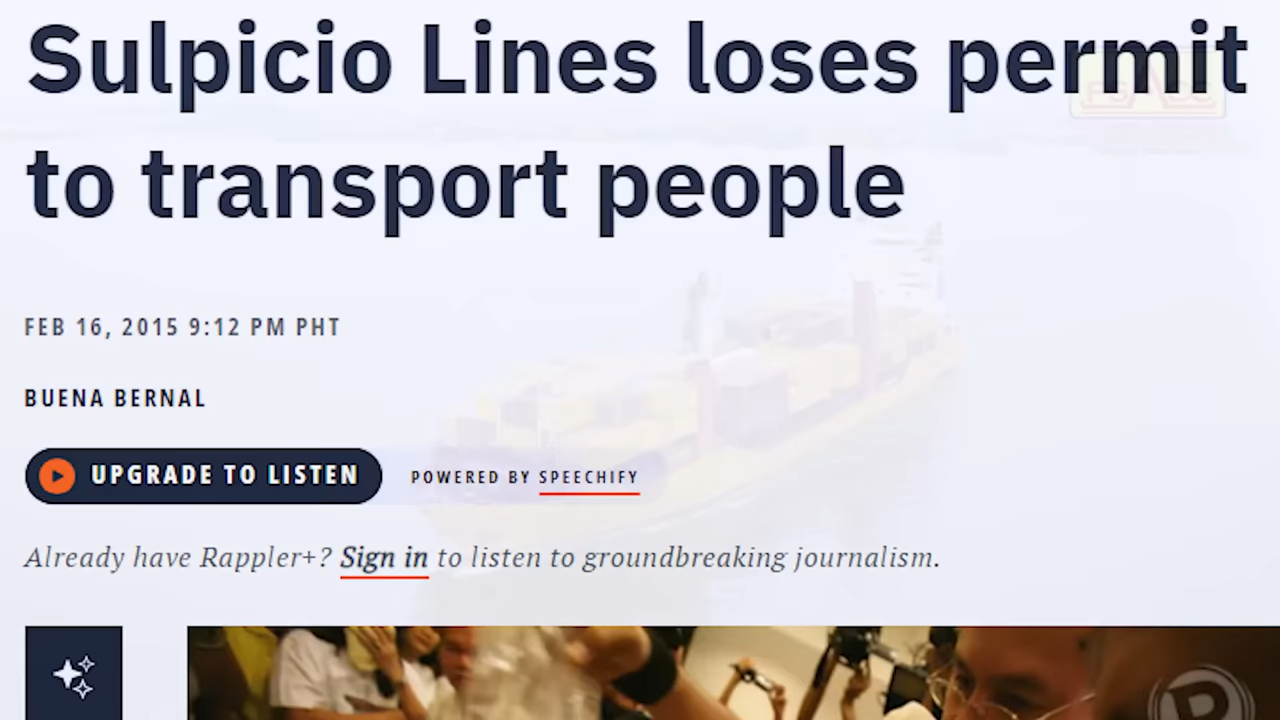 Sulpicio Lines loses permit
to transport people
FEB 16, 2015 9:12 PM PHT
BUENA BERNAL
UPGRADE TO LISTEN POWERED BY SPEECHIFY
Already have Rappler+? Sign in to listen to groundbreaking journalism.